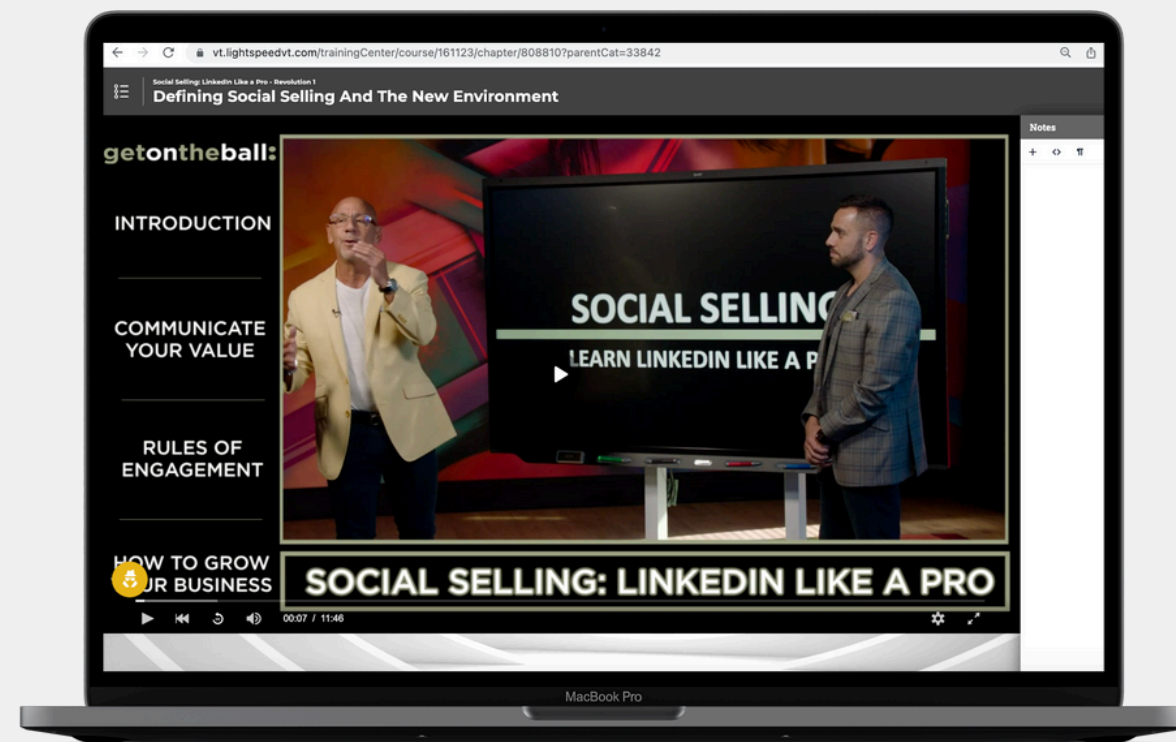 vt.lightspeedvt.com/trainingCenter/course/161123/chapter/808810?parentCat=33842
Social Selling: LinkedIn Like a Pro - Revolution 1
Defining Social Selling And The New Environment
Notes
getontheball:
INTRODUCTION
COMMUNICATE
YOUR VALUE
RULES OF
ENGAGEMENT
HOW TO GROW
UR BUSINESS
SOCIAL SELLING
LEARN LINKEDIN LIKE A P
SOCIAL SELLING: LINKEDIN LIKE A PRO
00:07 / 11:46
MacBook Pro